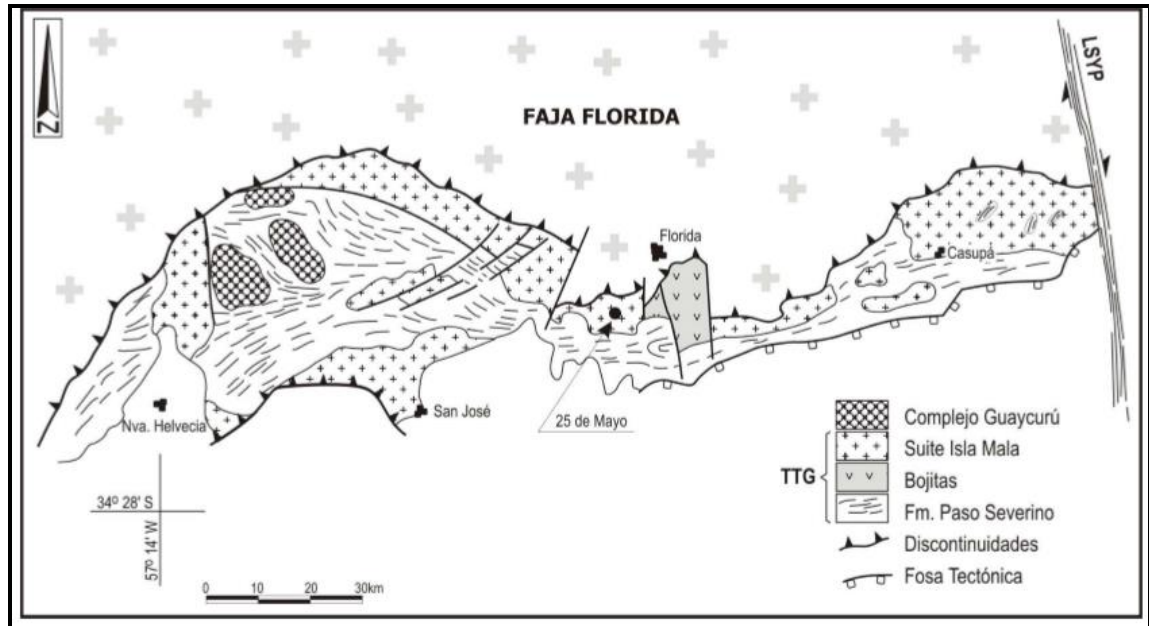 N
LSYP
FAJA FLORIDA
Florida
Casupá
San José
Nva. Helvecia
25 de Mayo
34º 28' S
57º 14' W
0 10 20 30km
TTG
Complejo Guaycurú
Suite Isla Mala
Bojitas
Fm. Paso Severino
Discontinuidades
Fosa Tectónica